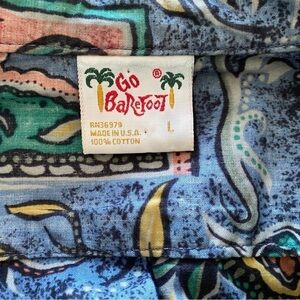 Go
Barefoot ®
RN36979
MADE IN U.S.A. L
100% COTTON